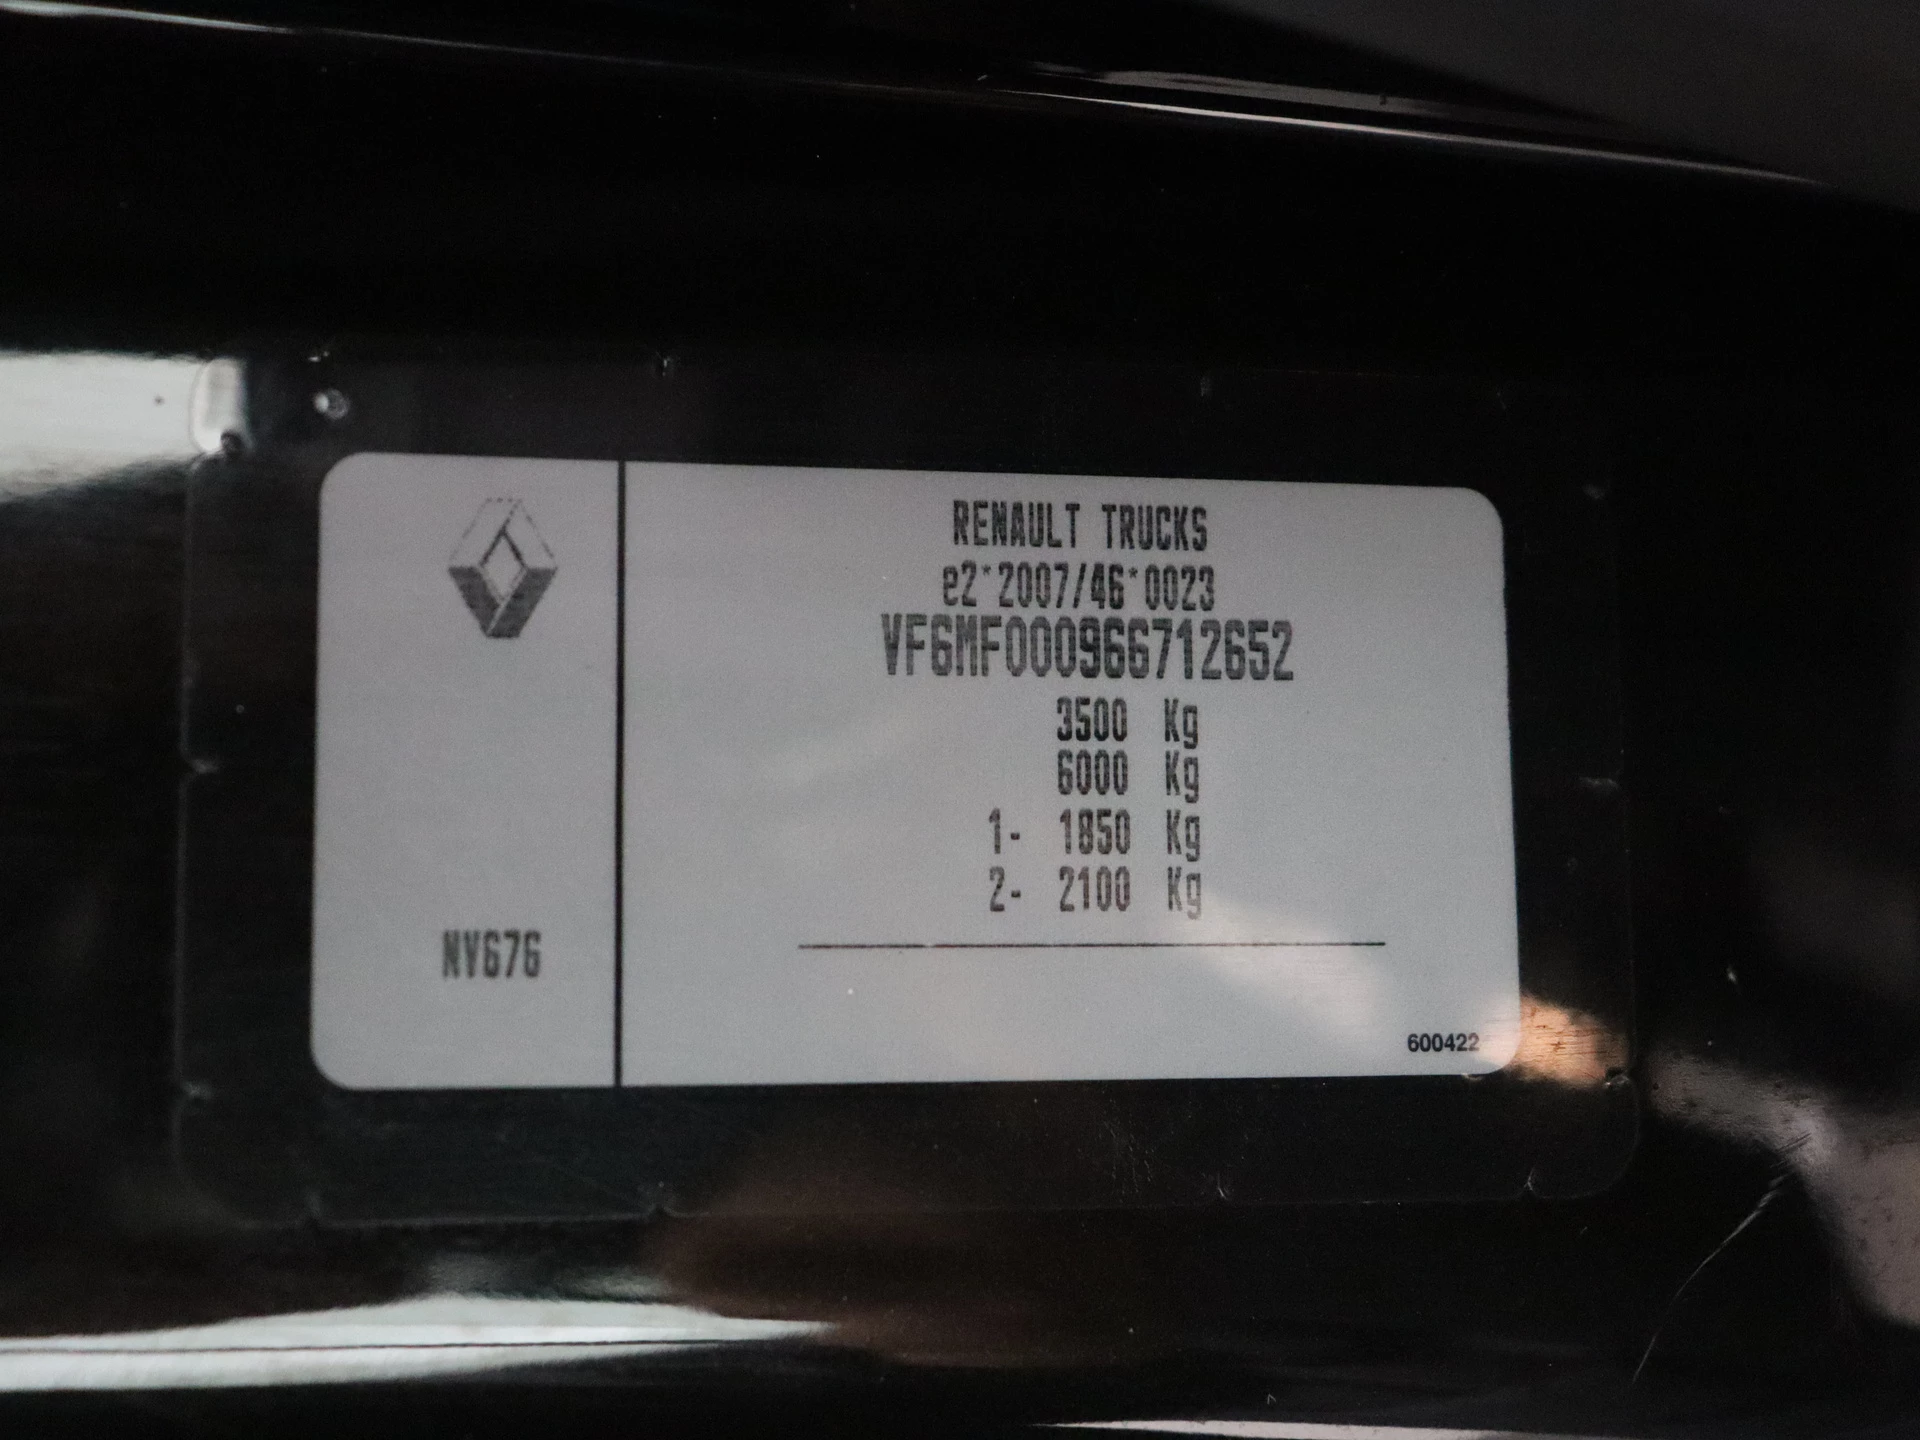 RENAULT TRUCKS
e2*2007/46*0023
VF6MF000966712652
3500 Kg
6000 Kg
1- 1850 Kg
2- 2100 Kg
NV676
600422